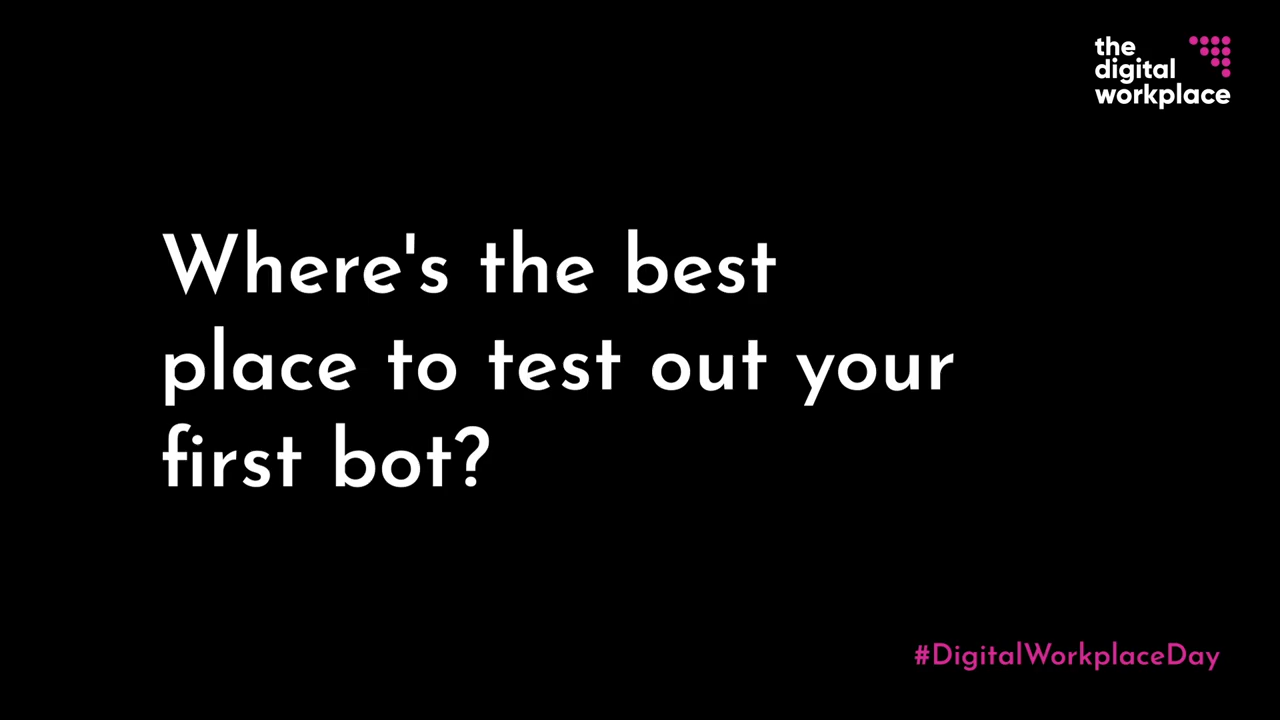 the
digital
workplace
Where's the best
place to test out your
first bot?
#DigitalWorkplaceDay